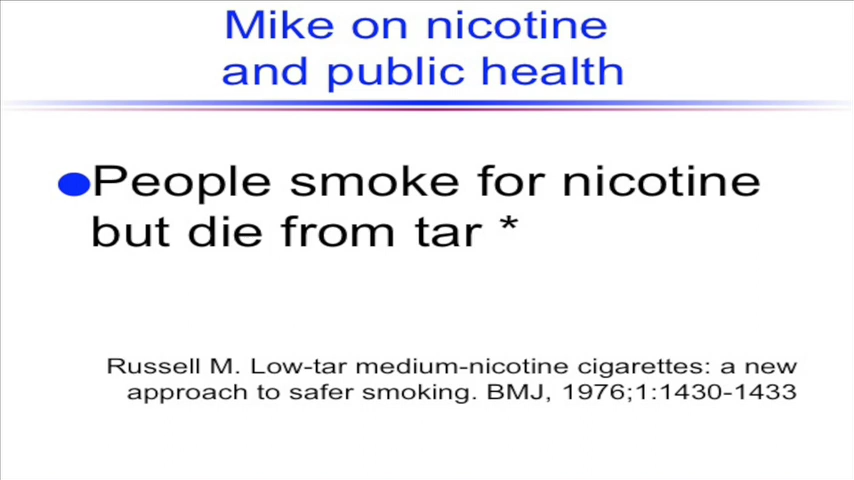 Mike on nicotine
and public health
●People smoke for nicotine
but die from tar *
Russell M. Low-tar medium-nicotine cigarettes: a new
approach to safer smoking. BMJ, 1976;1:1430-1433